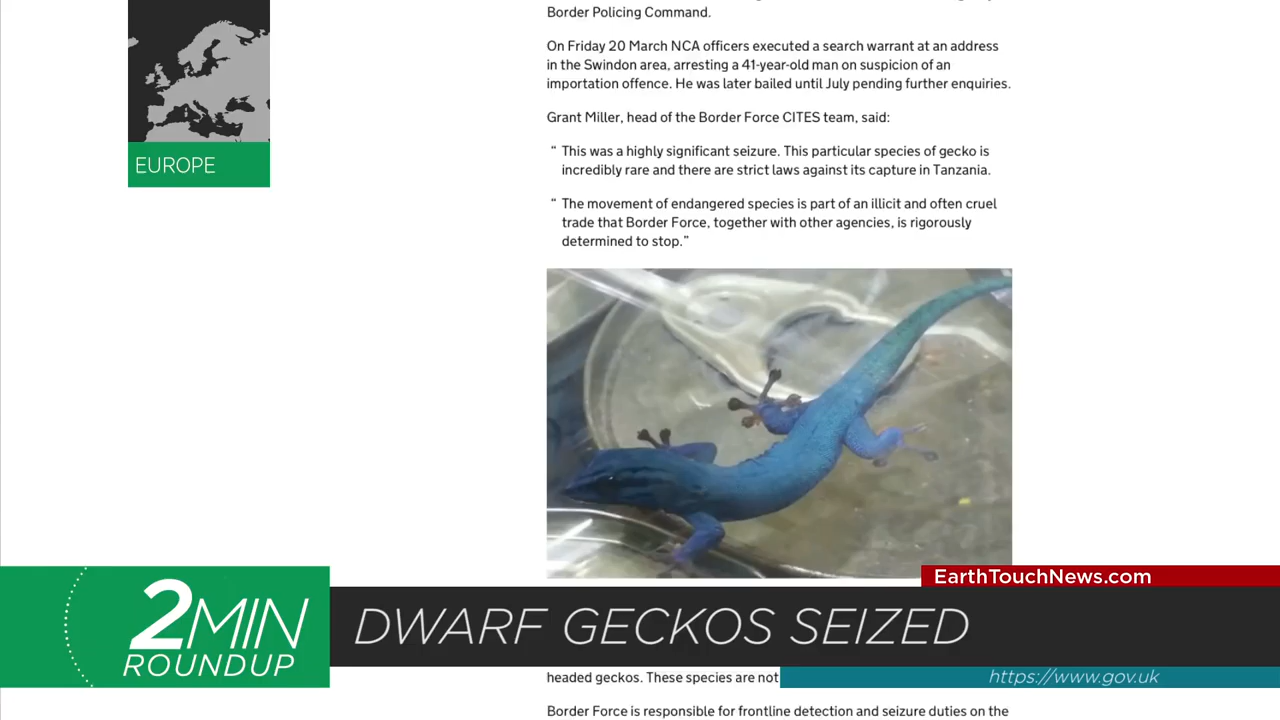 Border Policing Command.
On Friday 20 March NCA officers executed a search warrant at an address
in the Swindon area, arresting a 41-year-old man on suspicion of an
importation offence. He was later bailed until July pending further enquiries.
Grant Miller, head of the Border Force CITES team, said:
“ This was a highly significant seizure. This particular species of gecko is
incredibly rare and there are strict laws against its capture in Tanzania.
“ The movement of endangered species is part of an illicit and often cruel
trade that Border Force, together with other agencies, is rigorously
determined to stop.”
EUROPE
EarthTouchNews.com
2MIN
ROUNDUP
DWARF GECKOS SEIZED
headed geckos. These species are not
https://www.gov.uk
Border Force is responsible for frontline detection and seizure duties on the